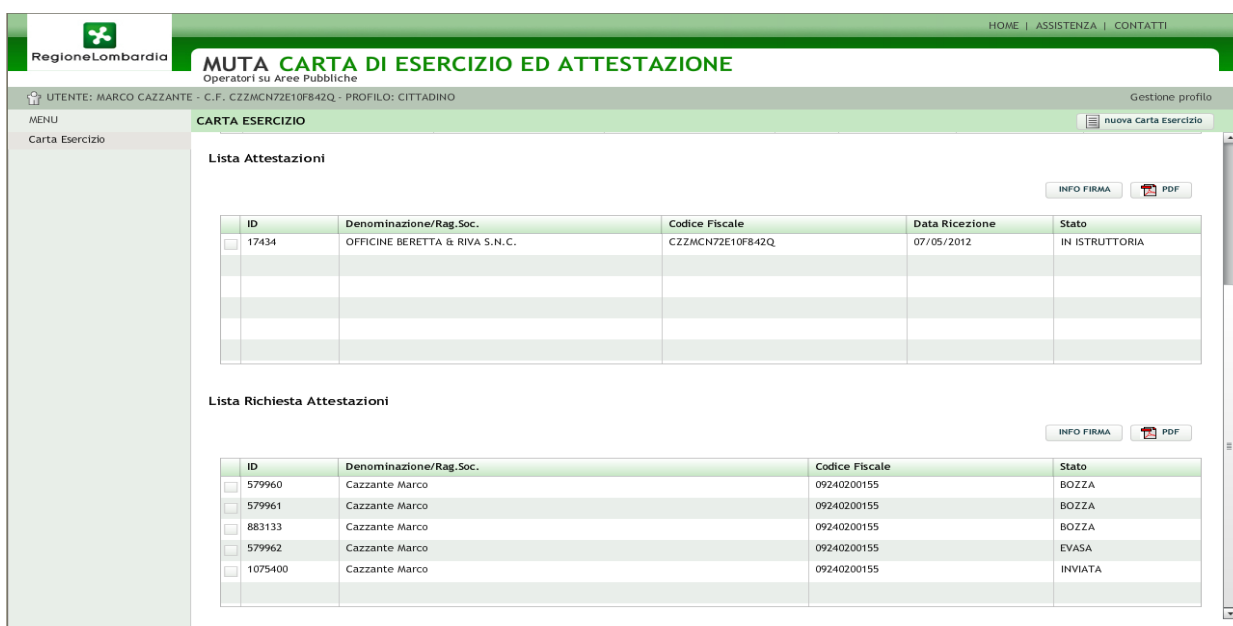 HOME | ASSISTENZA | CONTATTI
RegioneLombardia
MUTA CARTA DI ESERCIZIO ED ATTESTAZIONE
Operatori su Aree Pubbliche
UTENTE: MARCO CAZZANTE - C.F. CZZMCN72E10F842Q - PROFILO: CITTADINO Gestione profilo
MENU CARTA ESERCIZIO nuova Carta Esercizio
Carta Esercizio
Lista Attestazioni
INFO FIRMA PDF
ID Denominazione/Rag.Soc. Codice Fiscale Data Ricezione Stato
17434 OFFICINE BERETTA & RIVA S.N.C. CZZMCN72E10F842Q 07/05/2012 IN ISTRUTTORIA
Lista Richiesta Attestazioni
INFO FIRMA PDF
ID Denominazione/Rag.Soc. Codice Fiscale Stato
579960 Cazzante Marco 09240200155 BOZZA
579961 Cazzante Marco 09240200155 BOZZA
883133 Cazzante Marco 09240200155 BOZZA
579962 Cazzante Marco 09240200155 EVASA
1075400 Cazzante Marco 09240200155 INVIATA